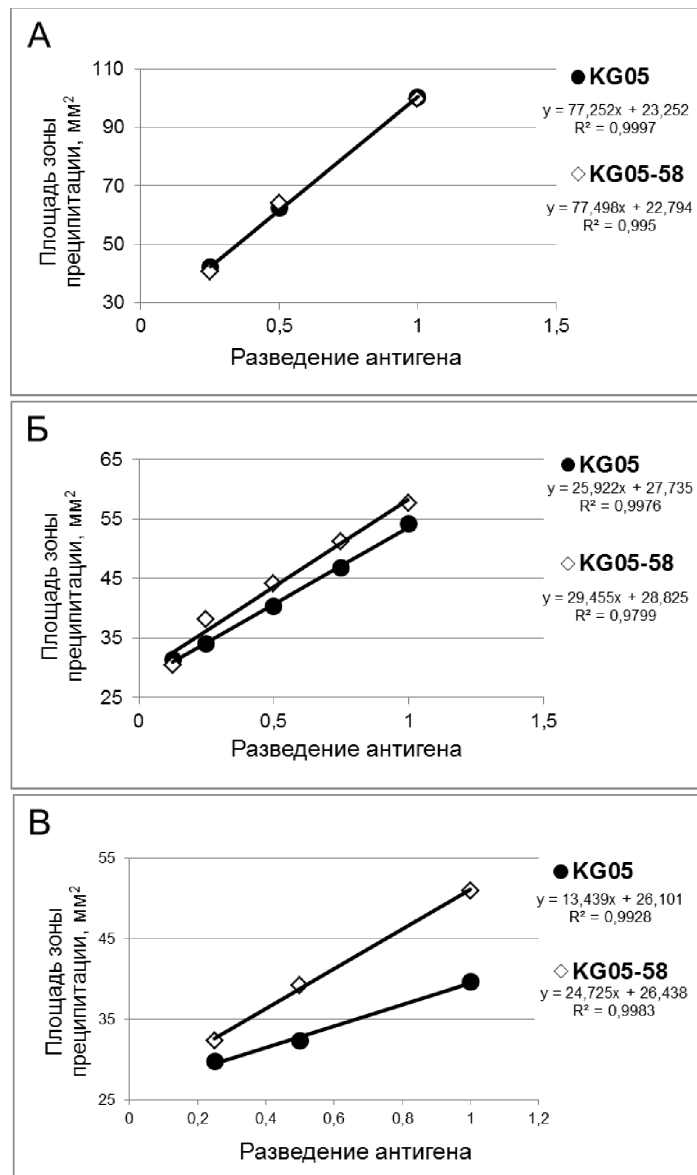 А
Площадь зоны
преципитации, мм²
110
90
70
50
30
0
0,5
1
1,5
Разведение антигена
KG05
y = 77,252x + 23,252
R² = 0,9997
KG05-58
y = 77,498x + 22,794
R² = 0,995
Б
Площадь зоны
преципитации, мм²
65
55
45
35
25
0
0,5
1
1,5
Разведение антигена
KG05
y = 25,922x + 27,735
R² = 0,9976
KG05-58
y = 29,455x + 28,825
R² = 0,9799
В
Площадь зоны
преципитации, мм²
55
45
35
25
0
0,2
0,4
0,6
0,8
1
1,2
Разведение антигена
KG05
y = 13,439x + 26,101
R² = 0,9928
KG05-58
y = 24,725x + 26,438
R² = 0,9983